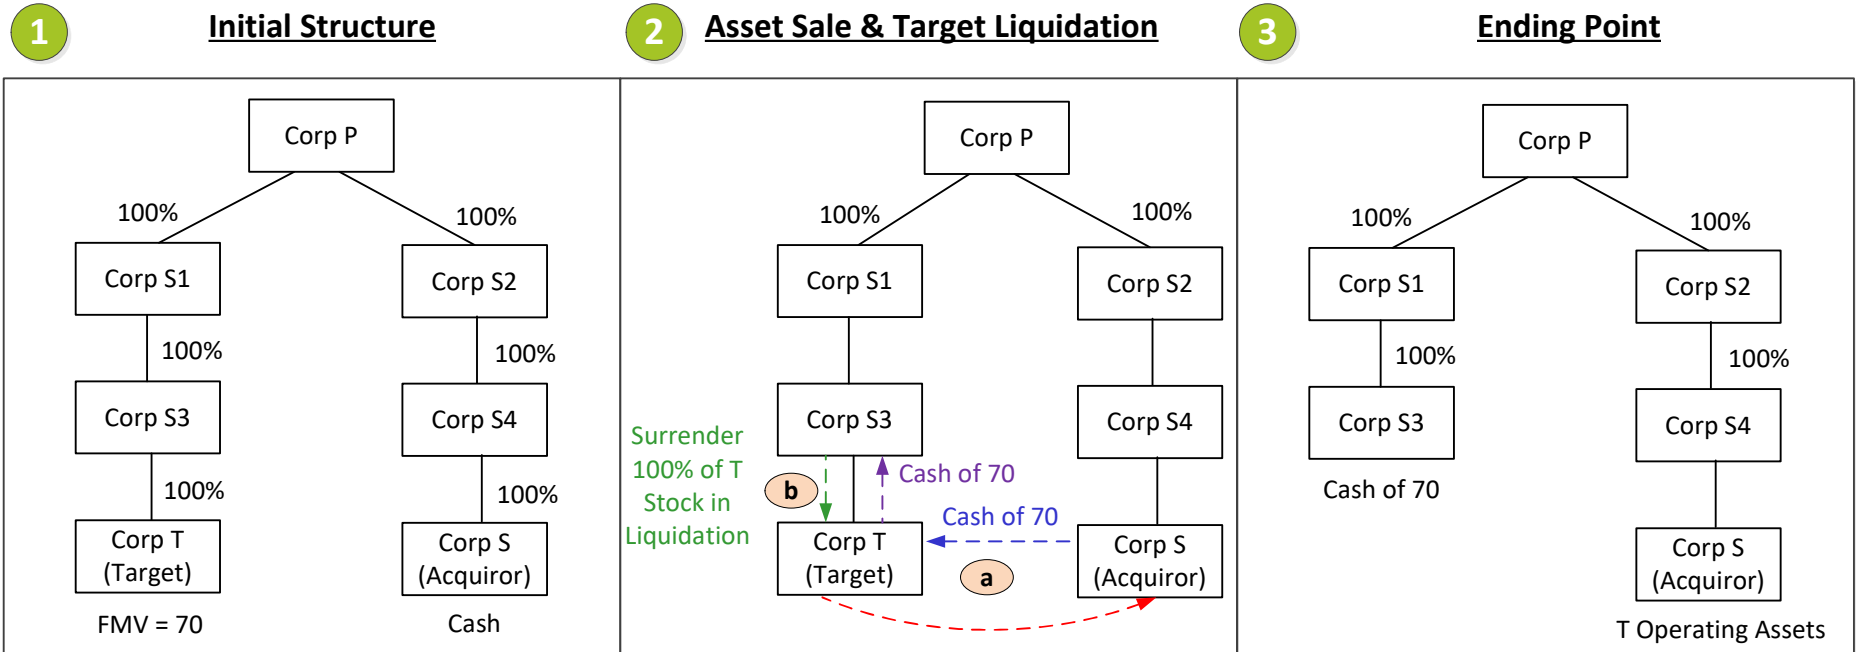 1
Initial Structure
Corp P
100%
100%
Corp S1
Corp S2
100%
100%
Corp S3
Corp S4
100%
100%
Corp T
(Target)
Corp S
(Acquiror)
FMV = 70
Cash
2
Asset Sale & Target Liquidation
Corp P
100%
100%
Corp S1
Corp S2
Corp S3
Corp S4
Surrender
100% of T
Stock in
Liquidation
b
Cash of 70
Cash of 70
Corp T
(Target)
a
Corp S
(Acquiror)
3
Ending Point
Corp P
100%
100%
Corp S1
Corp S2
100%
100%
Corp S3
Corp S4
Cash of 70
Corp S
(Acquiror)
T Operating Assets